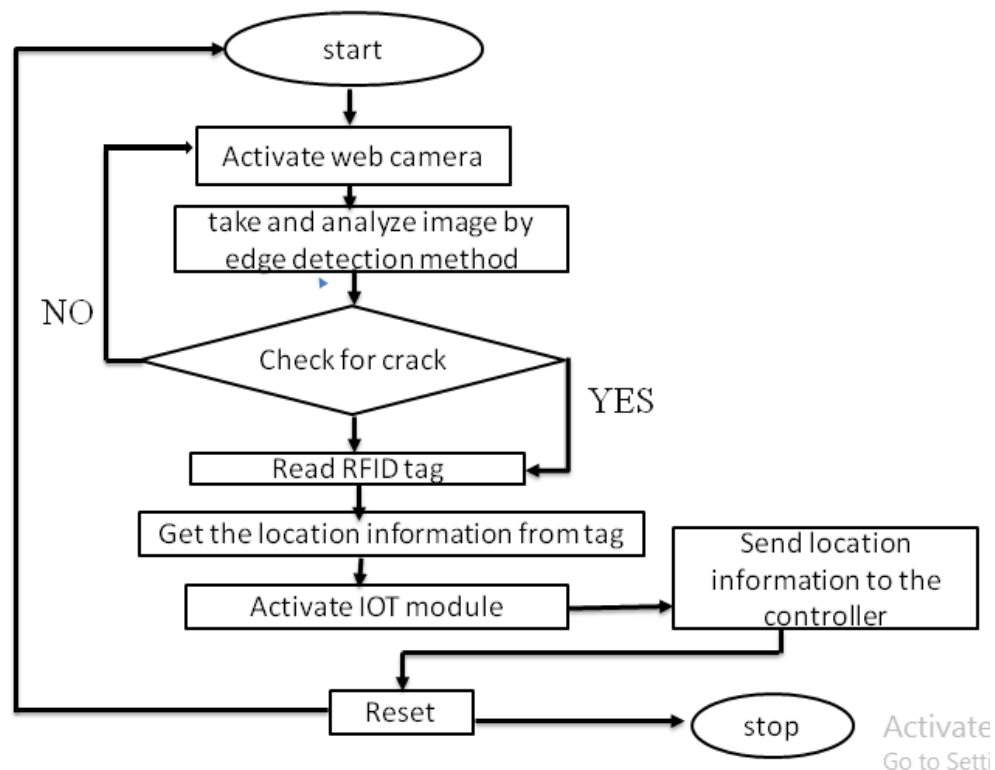 start
Activate web camera
take and analyze image by
edge detection method
NO
Check for crack
YES
Read RFID tag
Get the location information from tag
Send location
information to the
controller
Activate IOT module
Reset
stop
Activate
Go to Setti